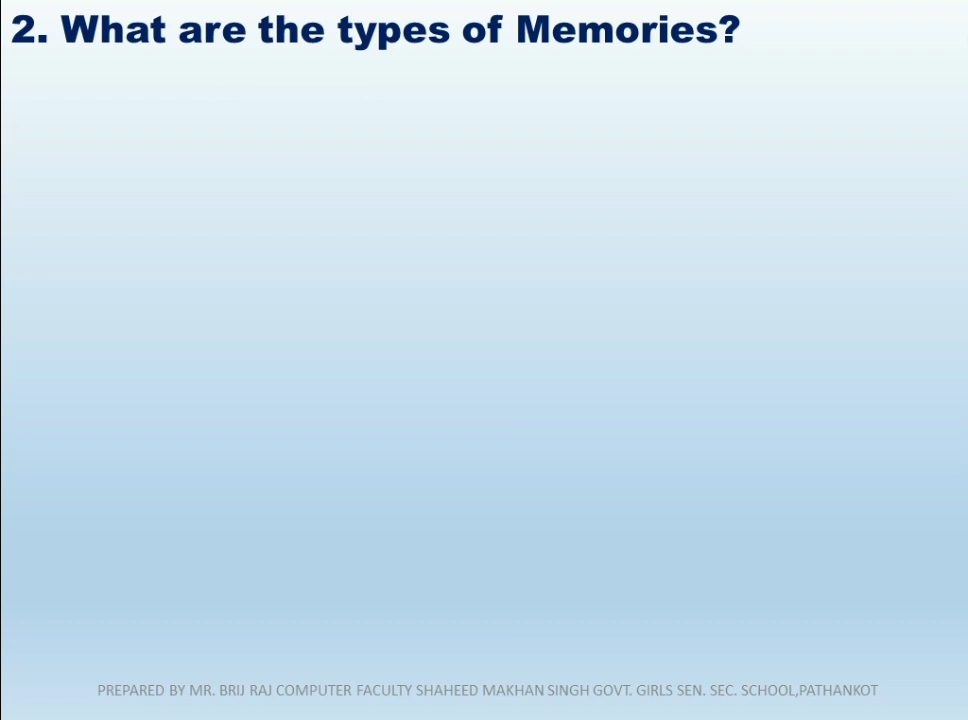 2. What are the types of Memories?
PREPARED BY MR. BRIJ RAJ COMPUTER FACULTY SHAHEED MAKHAN SINGH GOVT. GIRLS SEN. SEC. SCHOOL,PATHANKOT